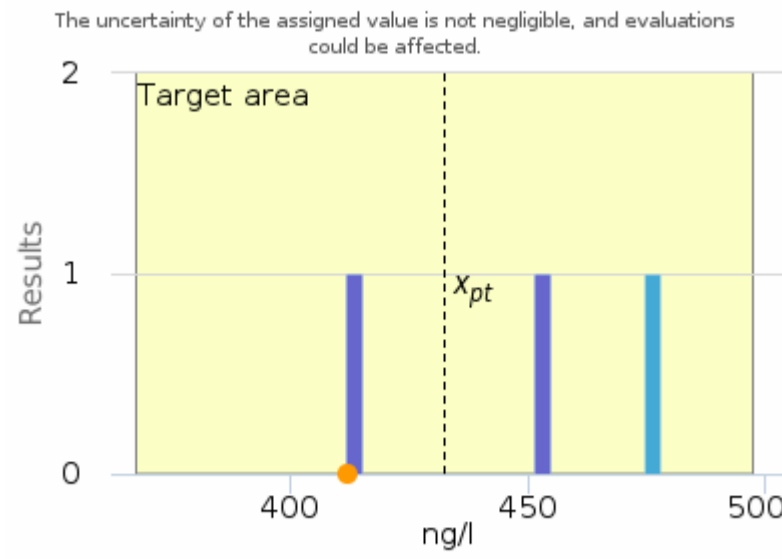 The uncertainty of the assigned value is not negligible, and evaluations
could be affected.
2
Target area
Results
1
xpt
0
400
450
500
ng/l